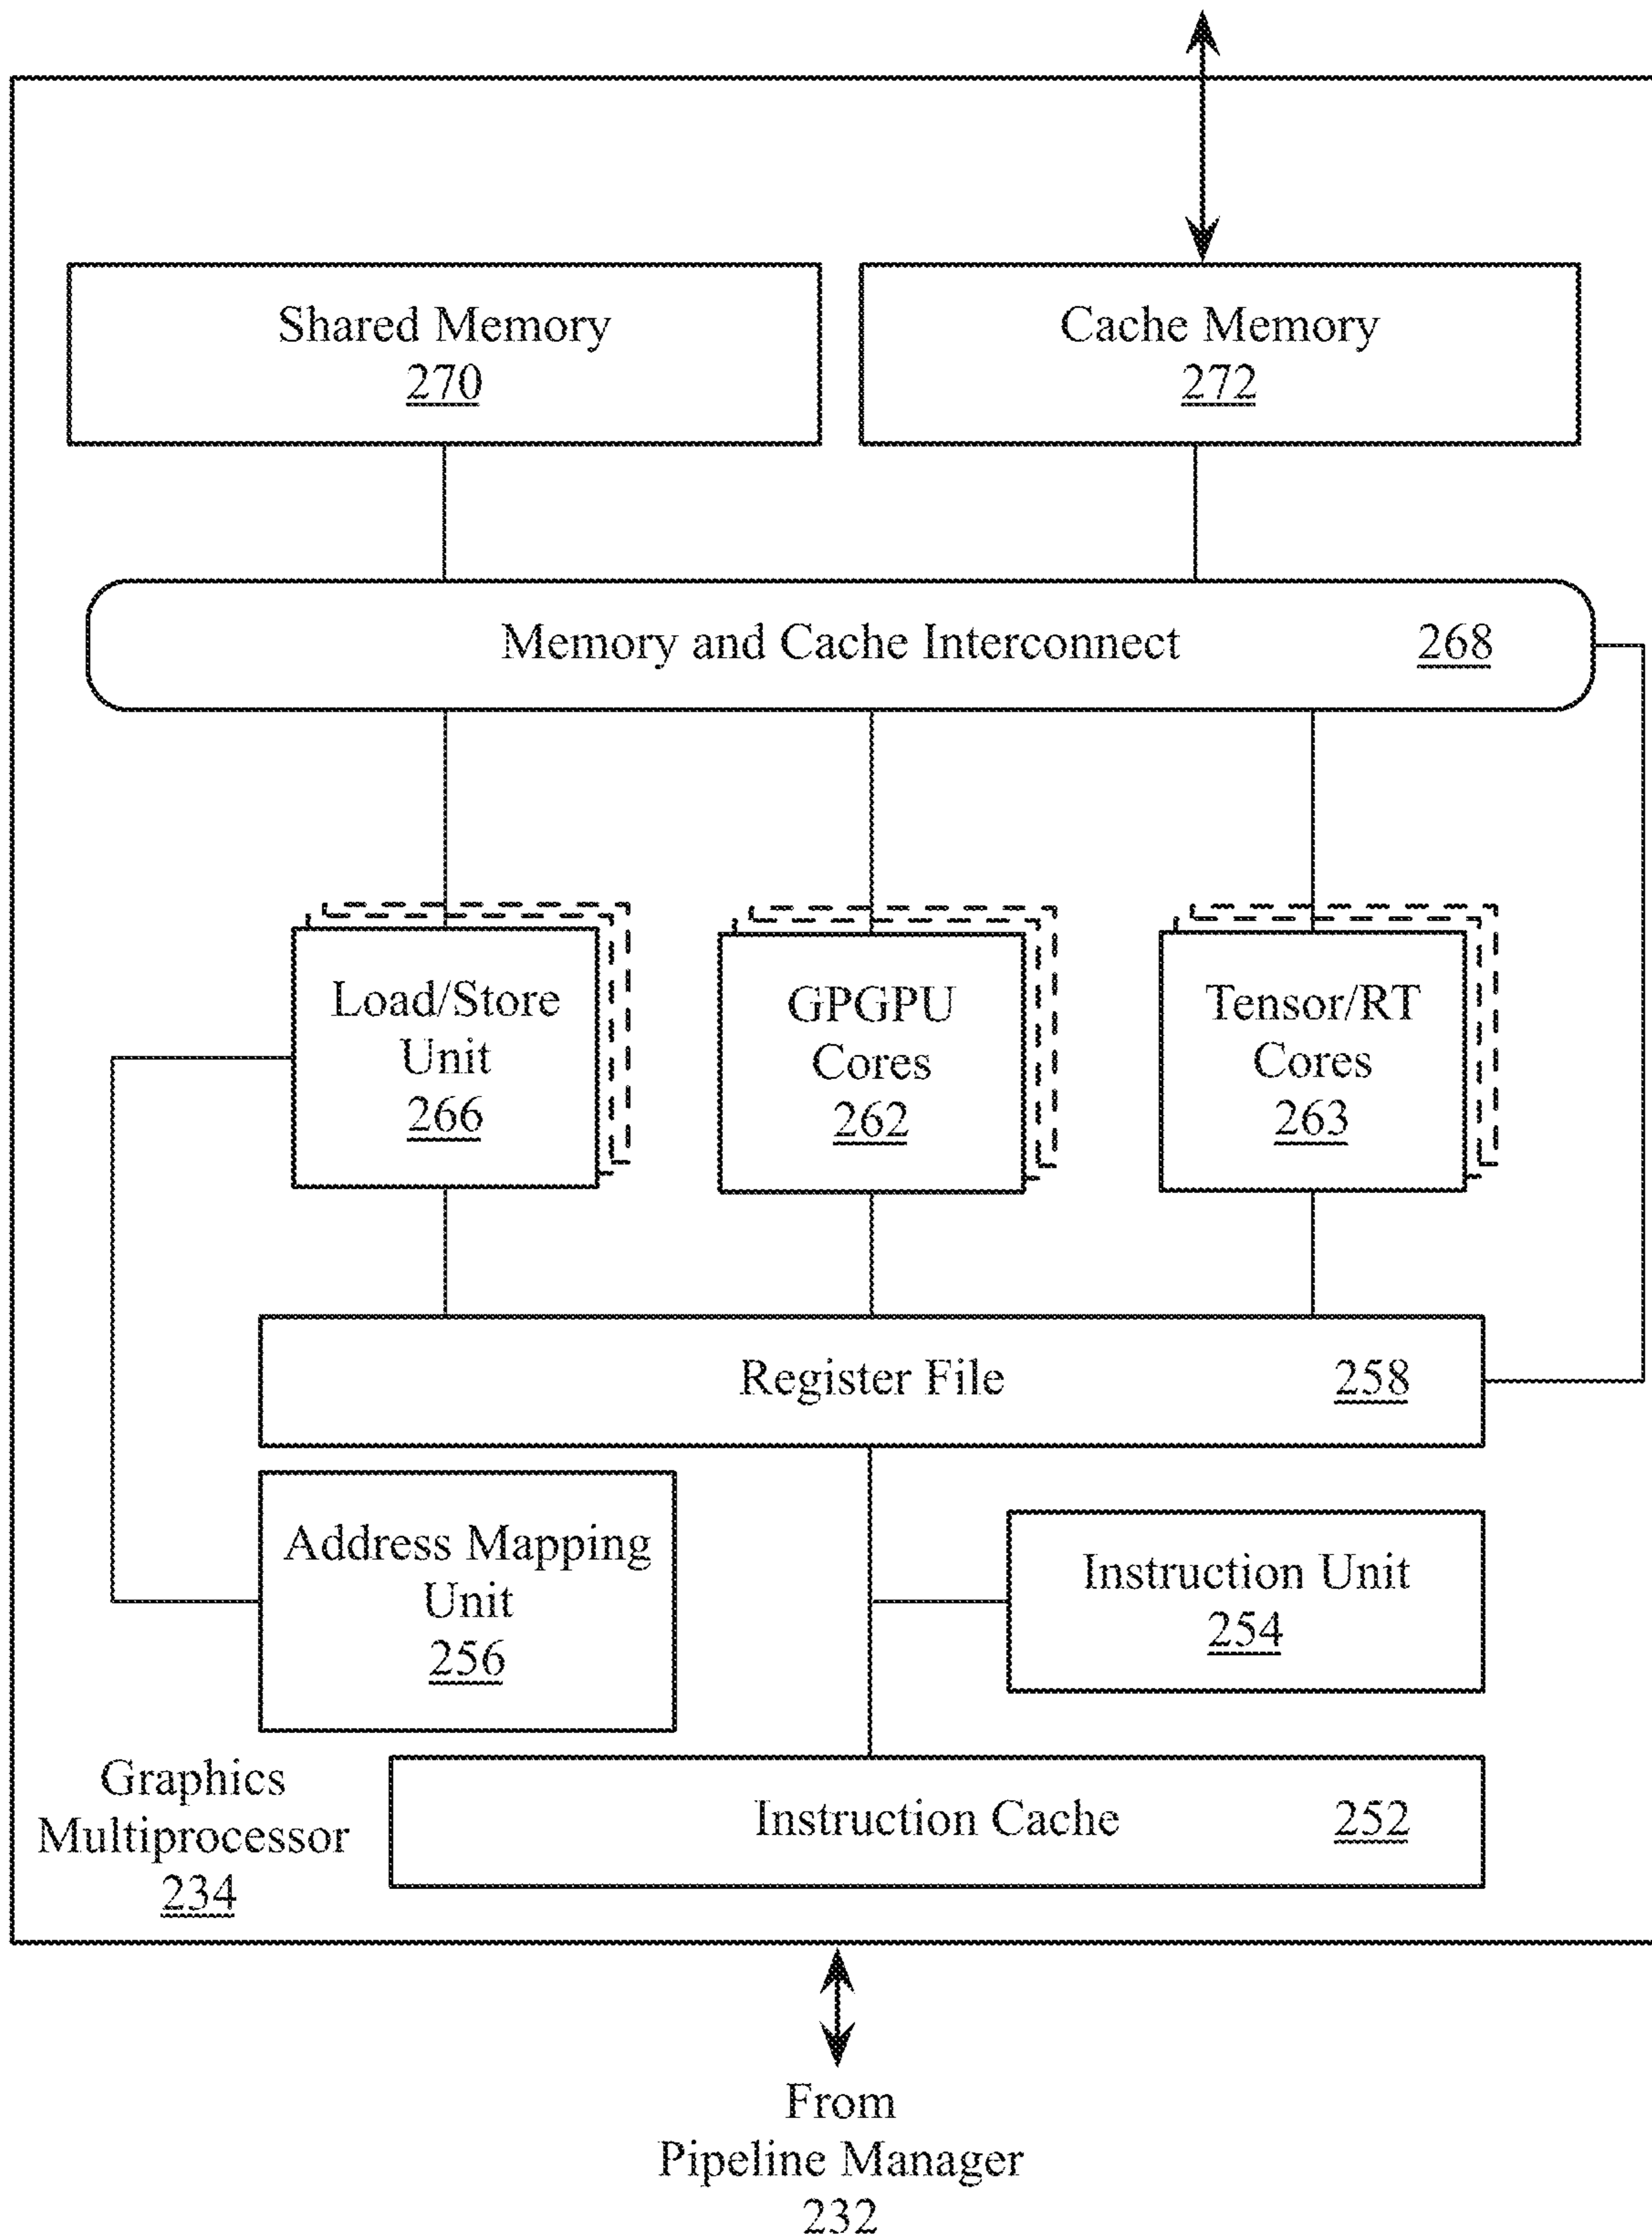 Shared Memory
270
Cache Memory
272
Memory and Cache Interconnect 268
Load/Store
Unit
266
GPGPU
Cores
262
Tensor/RT
Cores
263
Register File 258
Address Mapping
Unit
256
Instruction Unit
254
Graphics
Multiprocessor
234
Instruction Cache 252
From
Pipeline Manager
232